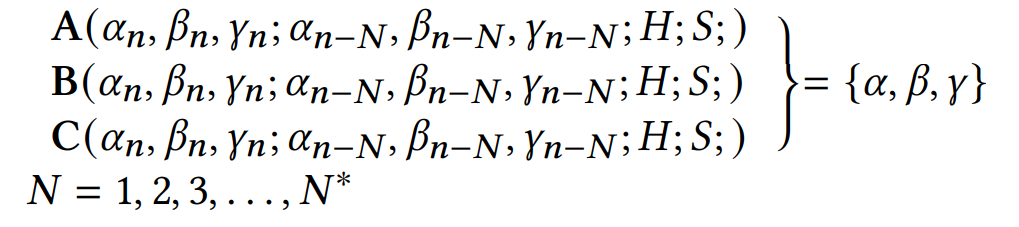 A(αₙ, βₙ, γₙ; αₙ₋N, βₙ₋N, γₙ₋N; H; S;)
B(αₙ, βₙ, γₙ; αₙ₋N, βₙ₋N, γₙ₋N; H; S;) } = {α, β, γ}
C(αₙ, βₙ, γₙ; αₙ₋N, βₙ₋N, γₙ₋N; H; S;)
N = 1, 2, 3, . . . , N*